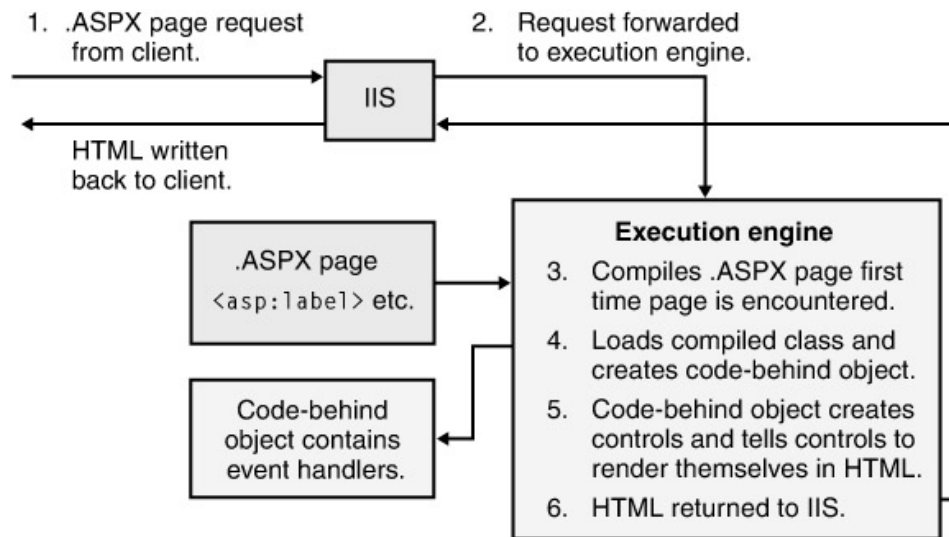 1. .ASPX page request
from client.
2. Request forwarded
to execution engine.
IIS
HTML written
back to client.
.ASPX page
<asp:label> etc.
Code-behind
object contains
event handlers.
Execution engine
3. Compiles .ASPX page first
time page is encountered.
4. Loads compiled class and
creates code-behind object.
5. Code-behind object creates
controls and tells controls to
render themselves in HTML.
6. HTML returned to IIS.